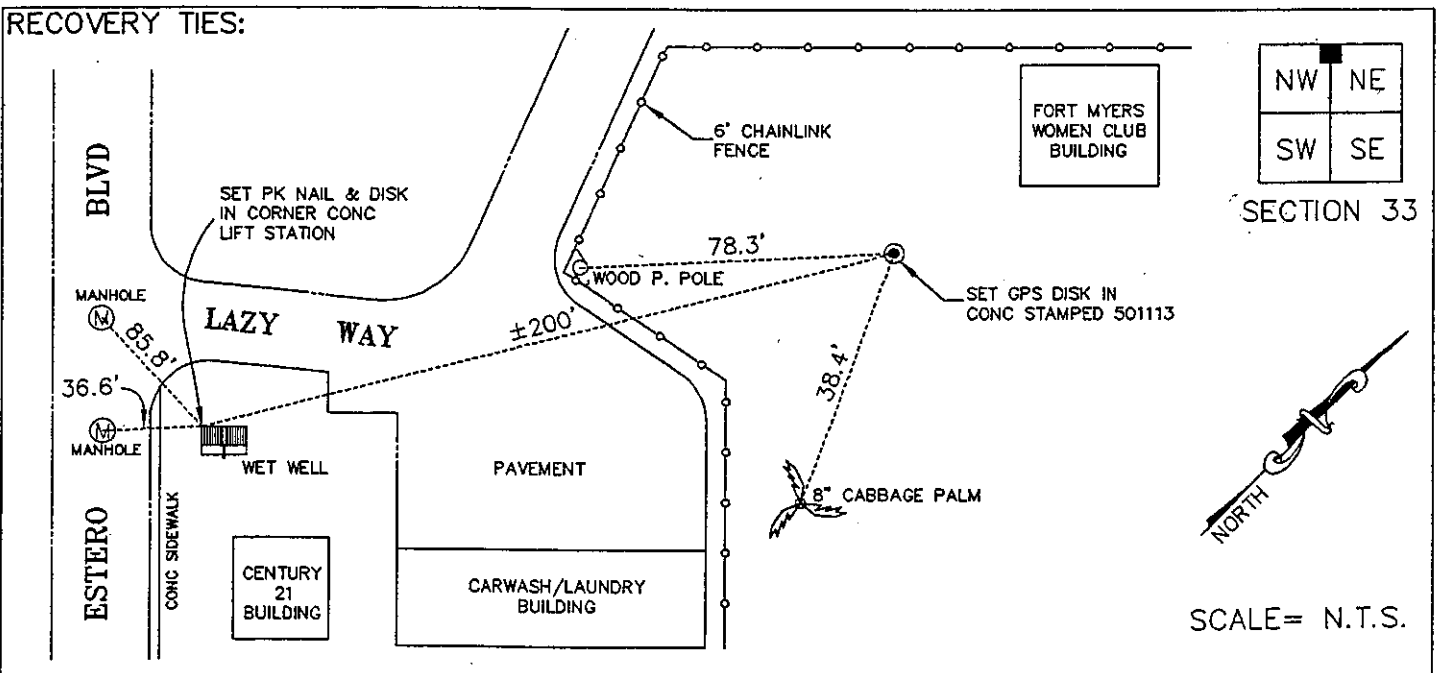 RECOVERY TIES:
NW NE
SW SE
SECTION 33
FORT MYERS
WOMEN CLUB
BUILDING
6' CHAINLINK
FENCE
BLVD
SET PK NAIL & DISK
IN CORNER CONC
LIFT STATION
78.3'
WOOD P. POLE
SET GPS DISK IN
CONC STAMPED 501113
MANHOLE
M
LAZY WAY
±200'
85.8'
38.4'
36.6'
M
MANHOLE
WET WELL
PAVEMENT
8" CABBAGE PALM
NORTH
ESTERO
CONC SIDEWALK
CENTURY
21
BUILDING
CARWASH/LAUNDRY
BUILDING
SCALE= N.T.S.